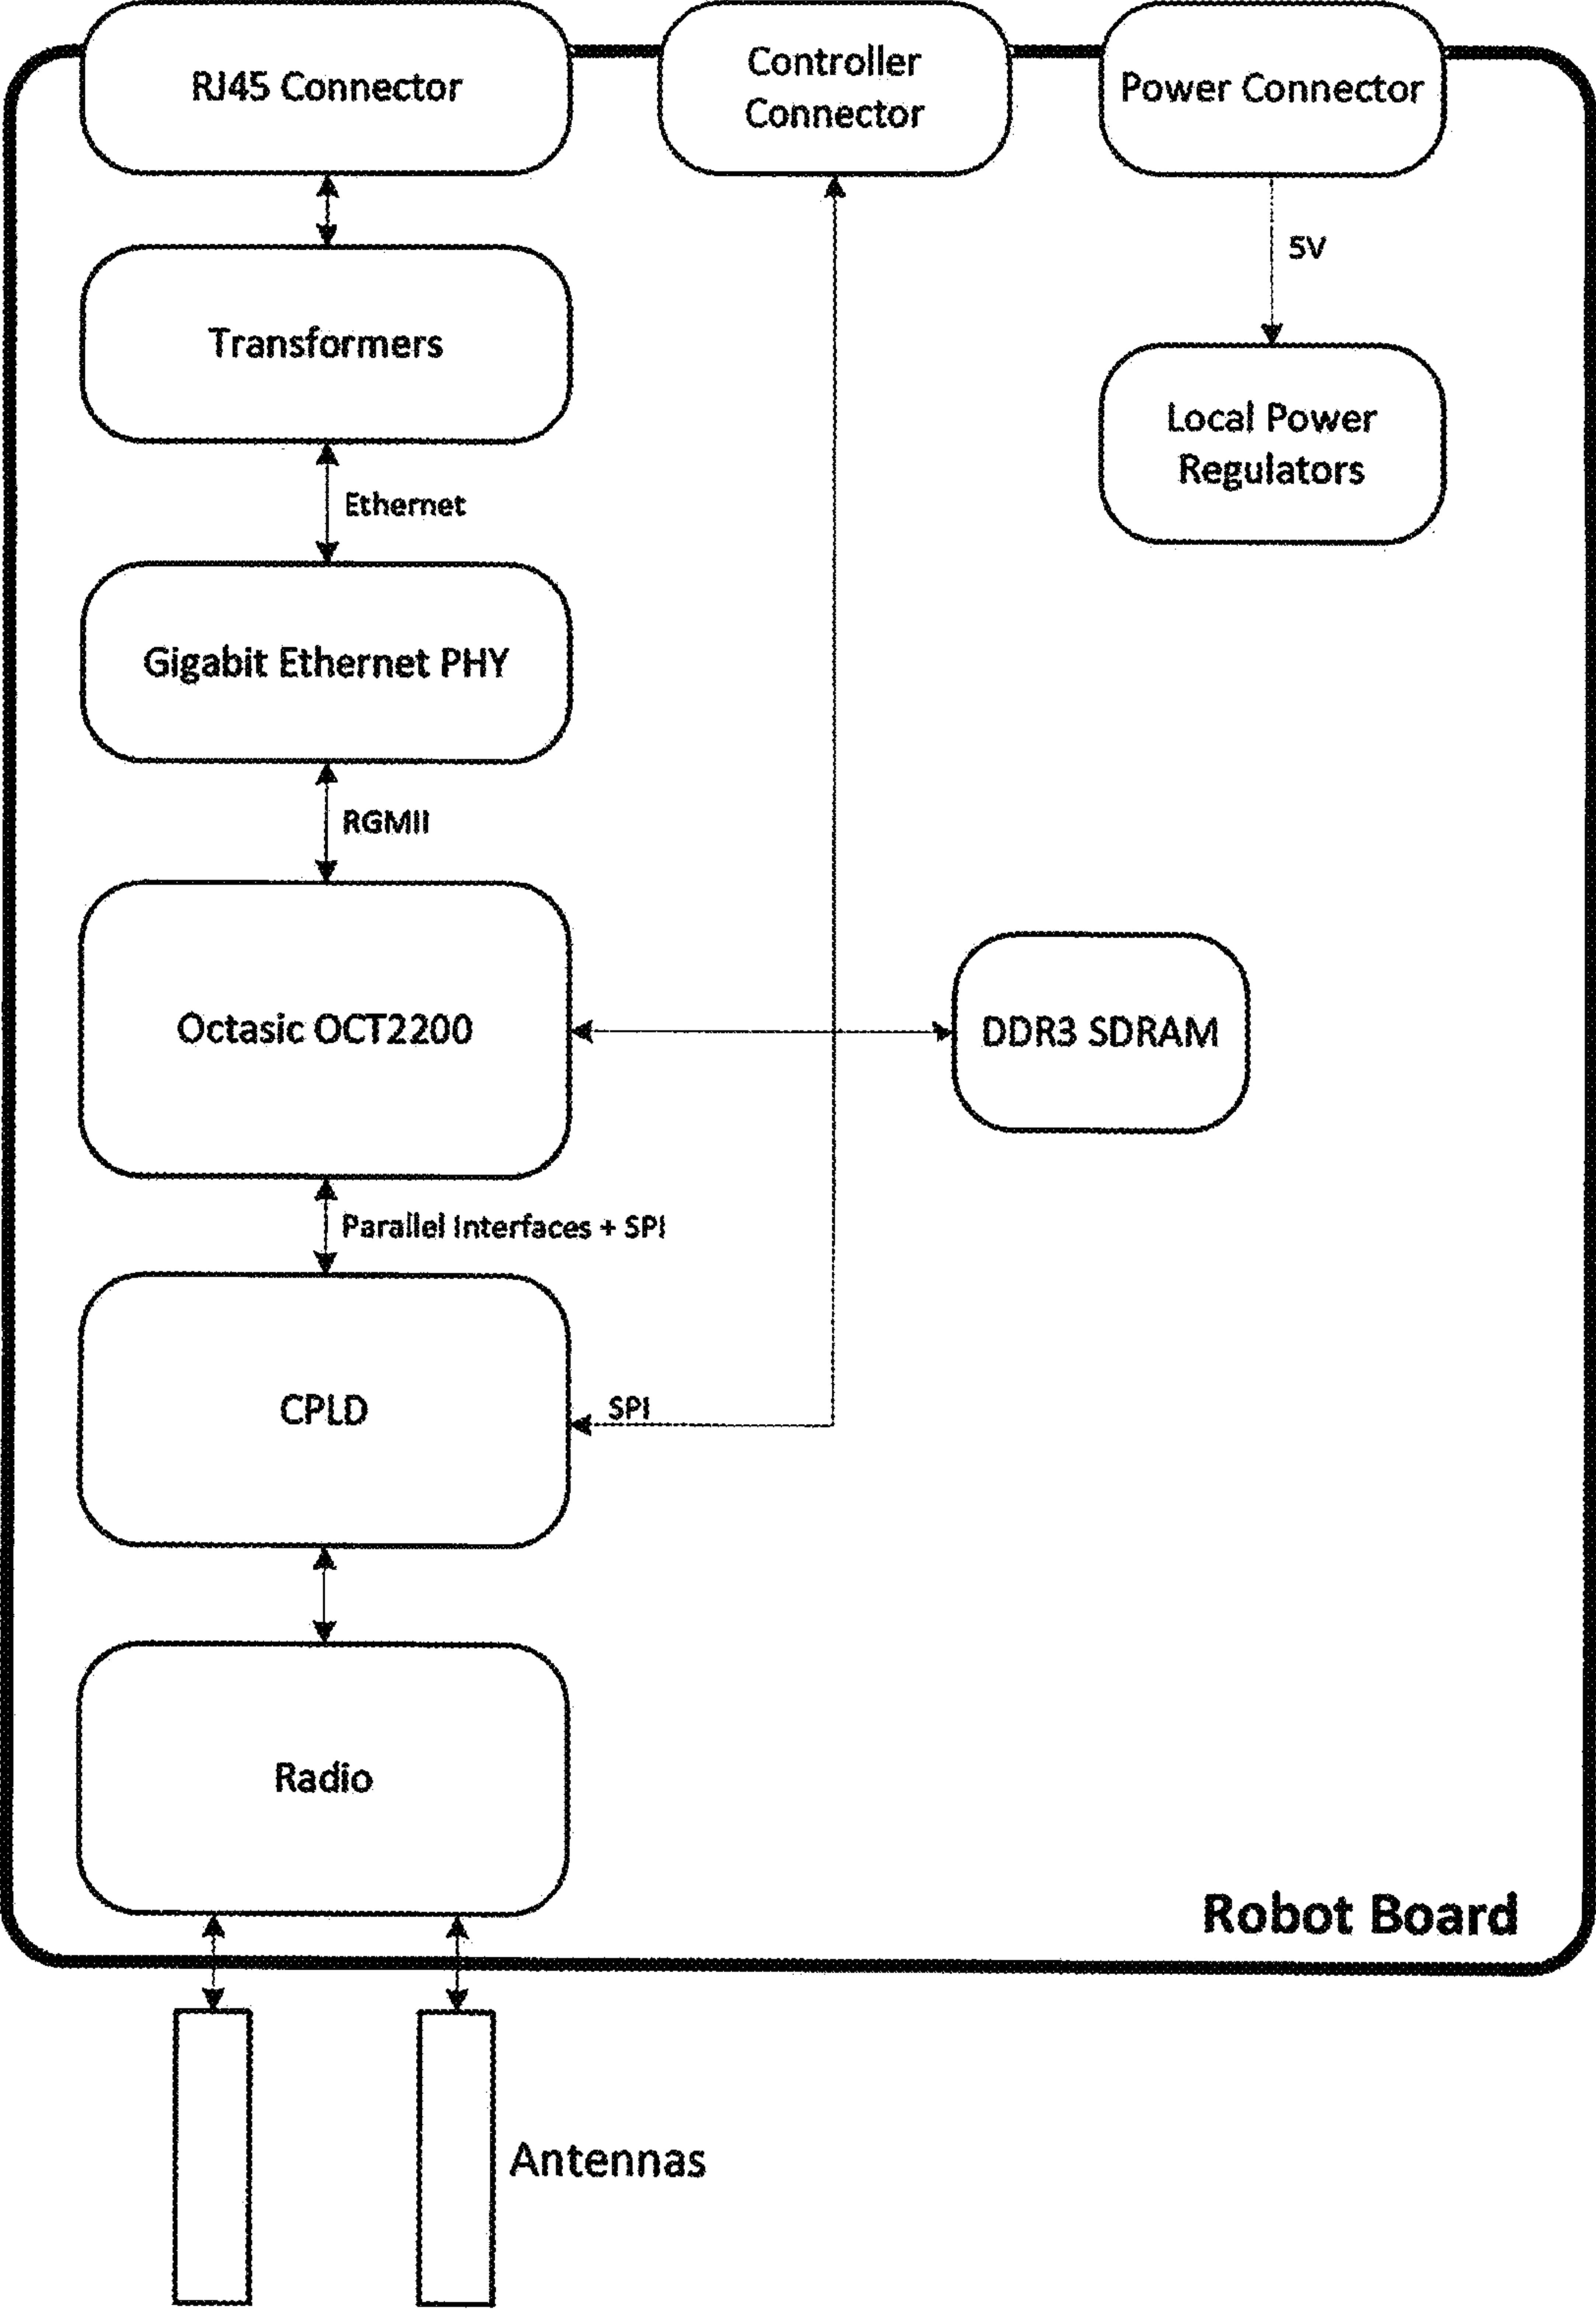 RJ45 Connector
Controller
Connector
Power Connector
5V
Transformers
Local Power
Regulators
Ethernet
Gigabit Ethernet PHY
RGMII
Octasic OCT2200
DDR3 SDRAM
Parallel Interfaces + SPI
CPLD
SPI
Radio
Robot Board
Antennas